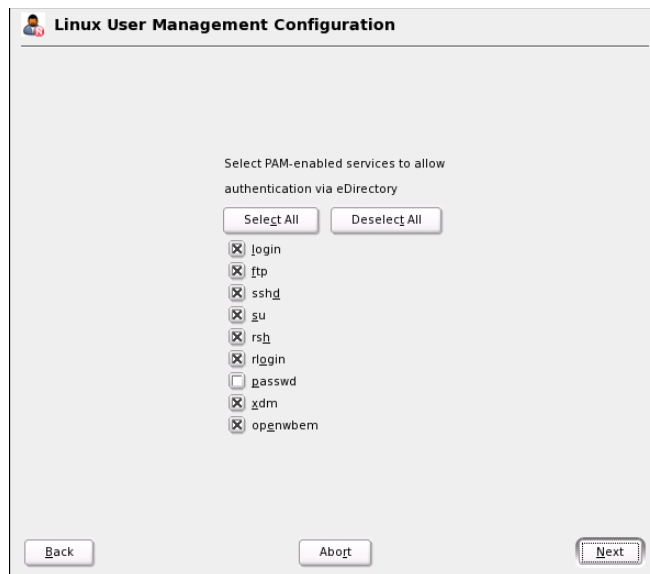 Linux User Management Configuration
Select PAM-enabled services to allow
authentication via eDirectory
Select All Deselect All
login
ftp
sshd
su
rsh
rlogin
passwd
xdm
openwbem
Back Abort Next